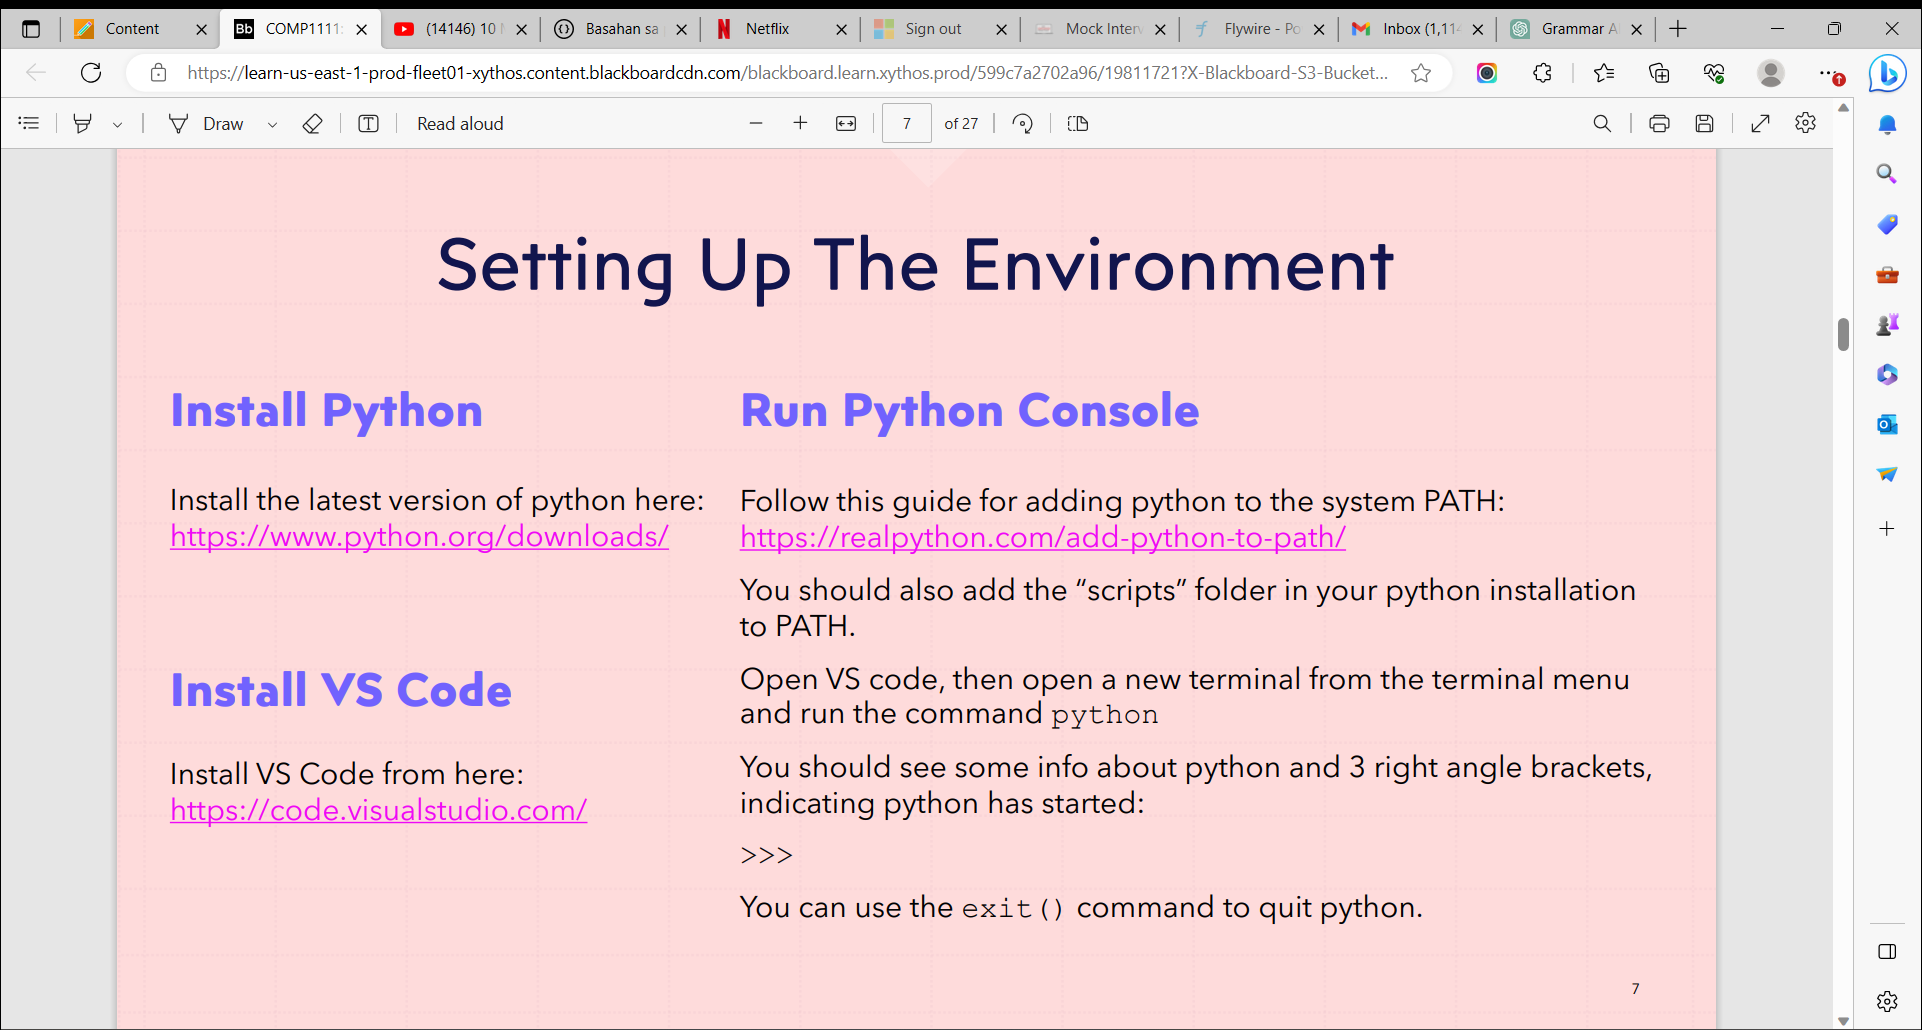 Content
Bb COMP1111:
(14146) 10
Basahan sa
Netflix
Sign out
Mock Interv
Flywire - Po
Inbox (1,114
Grammar A
https://learn-us-east-1-prod-fleet01-xythos.content.blackboardcdn.com/blackboard.learn.xythos.prod/599c7a2702a96/19811721?X-Blackboard-S3-Bucket...
Draw
Read aloud
7 of 27
Setting Up The Environment
Install Python
Install the latest version of python here:
https://www.python.org/downloads/
Install VS Code
Install VS Code from here:
https://code.visualstudio.com/
Run Python Console
Follow this guide for adding python to the system PATH:
https://realpython.com/add-python-to-path/
You should also add the “scripts” folder in your python installation
to PATH.
Open VS code, then open a new terminal from the terminal menu
and run the command python
You should see some info about python and 3 right angle brackets,
indicating python has started:
>>>
You can use the exit() command to quit python.
7